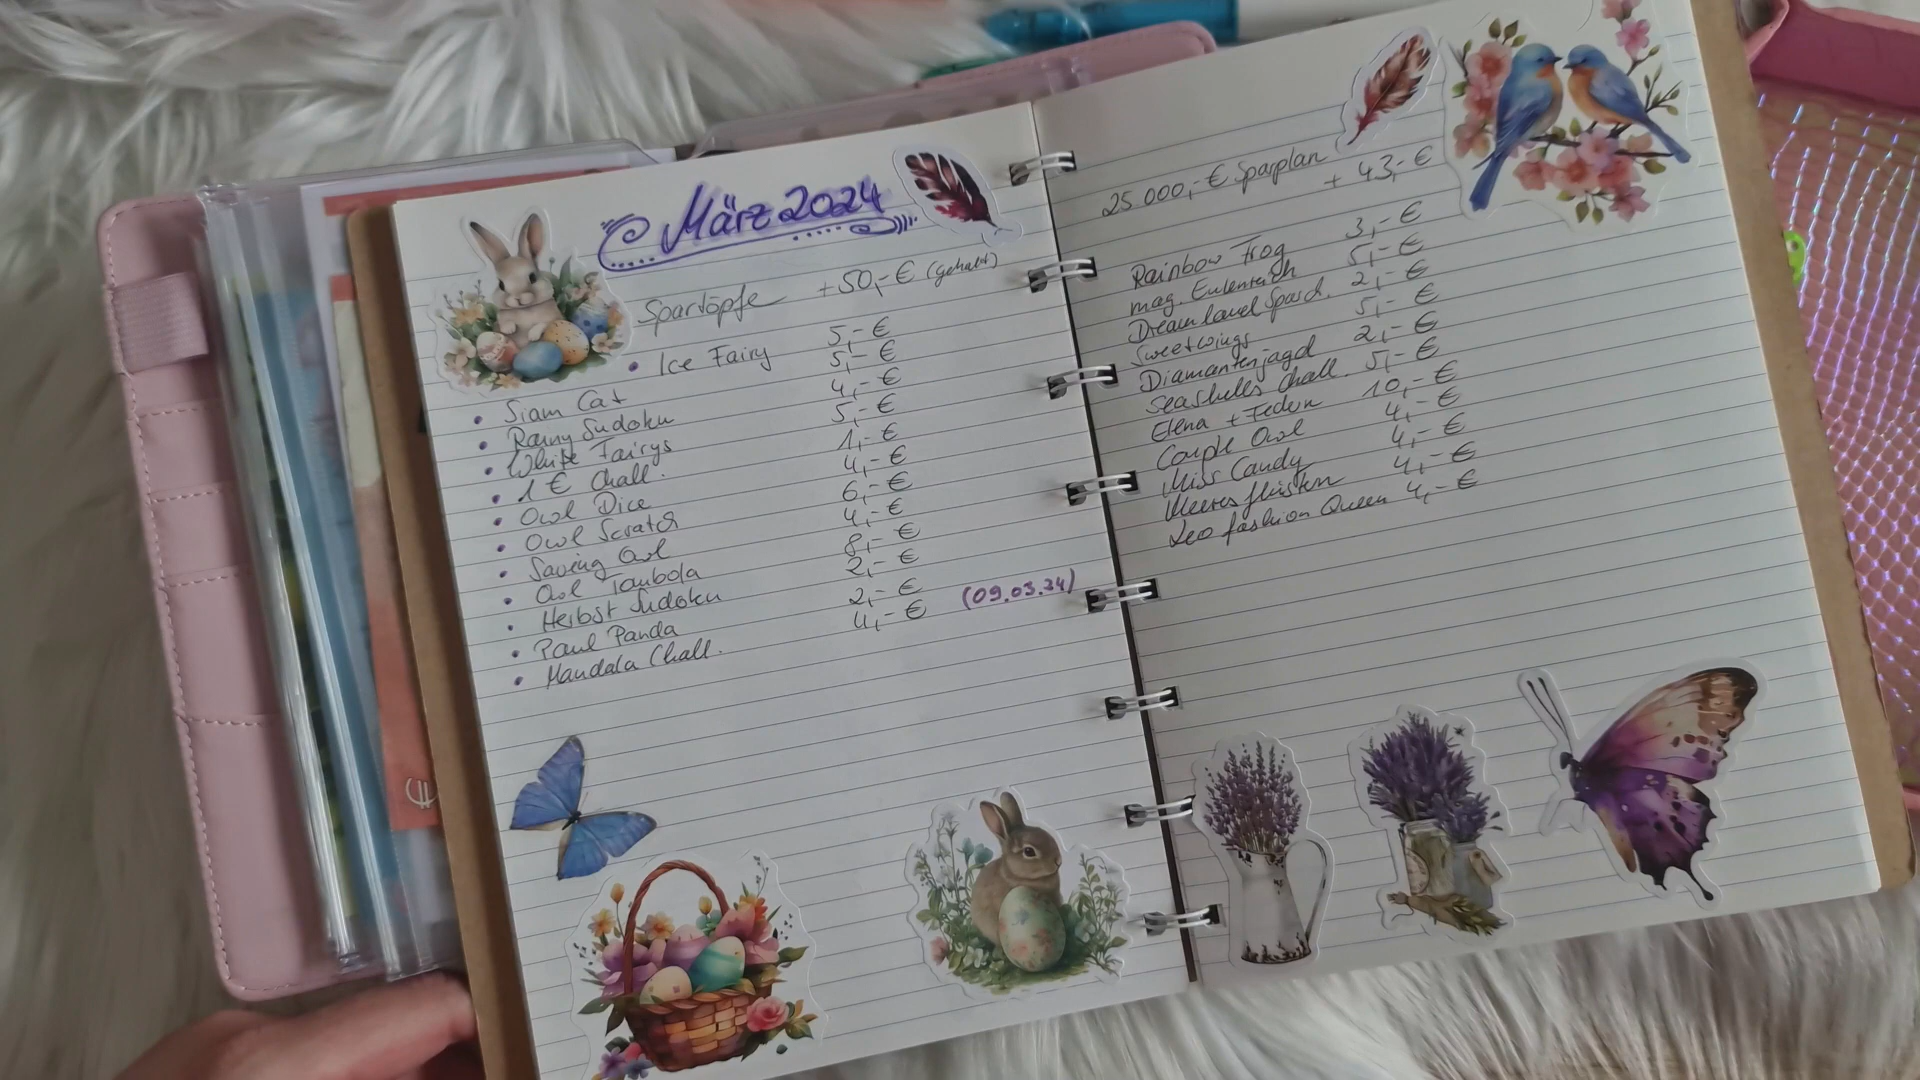 März 2024
Spartöpfe +50,-€ (Gehalt)
• Ice Fairy 5,-€
• Siam Cat 5,-€
• Rainy Sudoku 4,-€
• White Fairys 5,-€
• 1€ Chall. 1,-€
• Owl Dice 4,-€
• Owl Scratch 6,-€
• Saving Owl 4,-€
• Owl Tombola 8,-€
• Herbst Sudoku 2,-€
• Paul Panda 2,-€
• Mandala Chall. 4,-€ (09.03.24)
25.000,-€ Sparplan
+ 43,-€
Rainbow Frog 3,-€
mag. Eulenreich 5,-€
Dreamland 2,-€
Sweetwings 5,-€
Diamantenjagd 2,-€
Seashells Chall. 5,-€
Elena + Federn 10,-€
Couple Owl 4,-€
Miss Candy 4,-€
Meeresflüstern 4,-€
Leo fashion Queen 4,-€